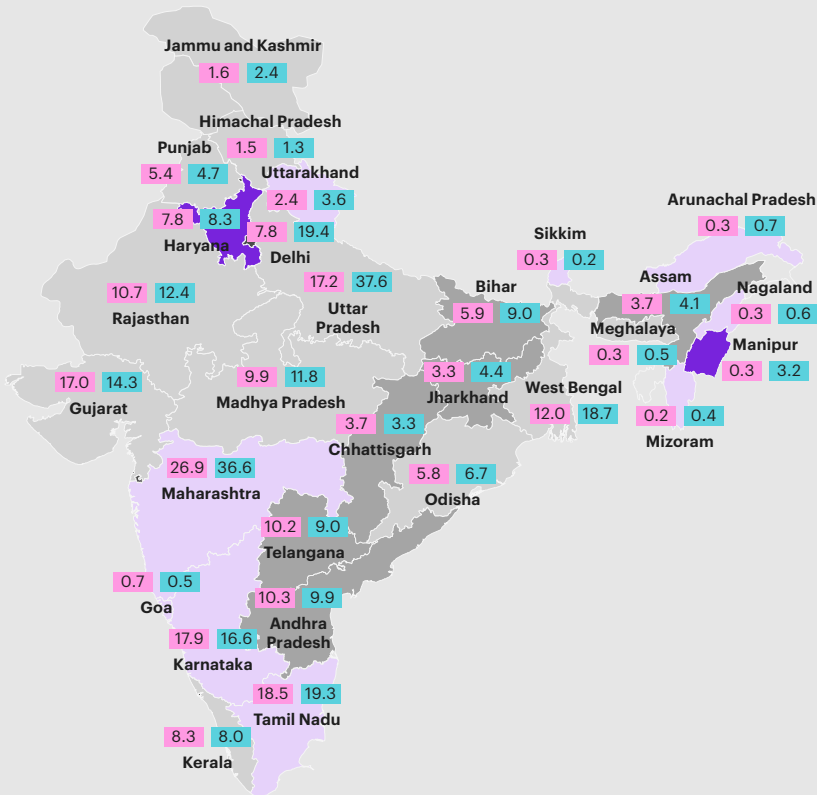 Jammu and Kashmir
1.6 2.4
Himachal Pradesh
1.5 1.3
Punjab
5.4 4.7
Uttarakhand
2.4 3.6
Haryana
7.8 8.3
7.8 19.4
Delhi
Arunachal Pradesh
0.3 0.7
Sikkim
0.3 0.2
Assam
3.7 4.1
Nagaland
0.3 0.6
Bihar
5.9 9.0
Meghalaya
0.3 0.5
Manipur
0.3 3.2
10.7 12.4
Rajasthan
17.2 37.6
Uttar
Pradesh
17.0 14.3
Gujarat
9.9 11.8
Madhya Pradesh
3.3 4.4
Jharkhand
West Bengal
12.0 18.7
0.2 0.4
Mizoram
3.7 3.3
Chhattisgarh
26.9 36.6
Maharashtra
5.8 6.7
Odisha
10.2 9.0
Telangana
0.7 0.5
Goa
10.3 9.9
Andhra
Pradesh
17.9 16.6
Karnataka
18.5 19.3
Tamil Nadu
8.3 8.0
Kerala